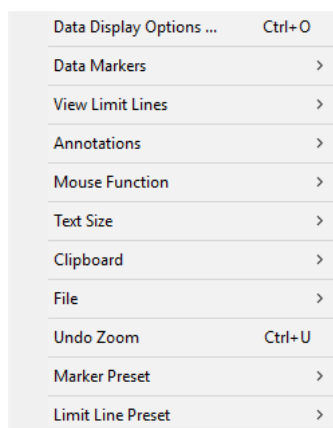 Data Display Options ... Ctrl+O
Data Markers >
View Limit Lines >
Annotations >
Mouse Function >
Text Size >
Clipboard >
File >
Undo Zoom Ctrl+U
Marker Preset >
Limit Line Preset >